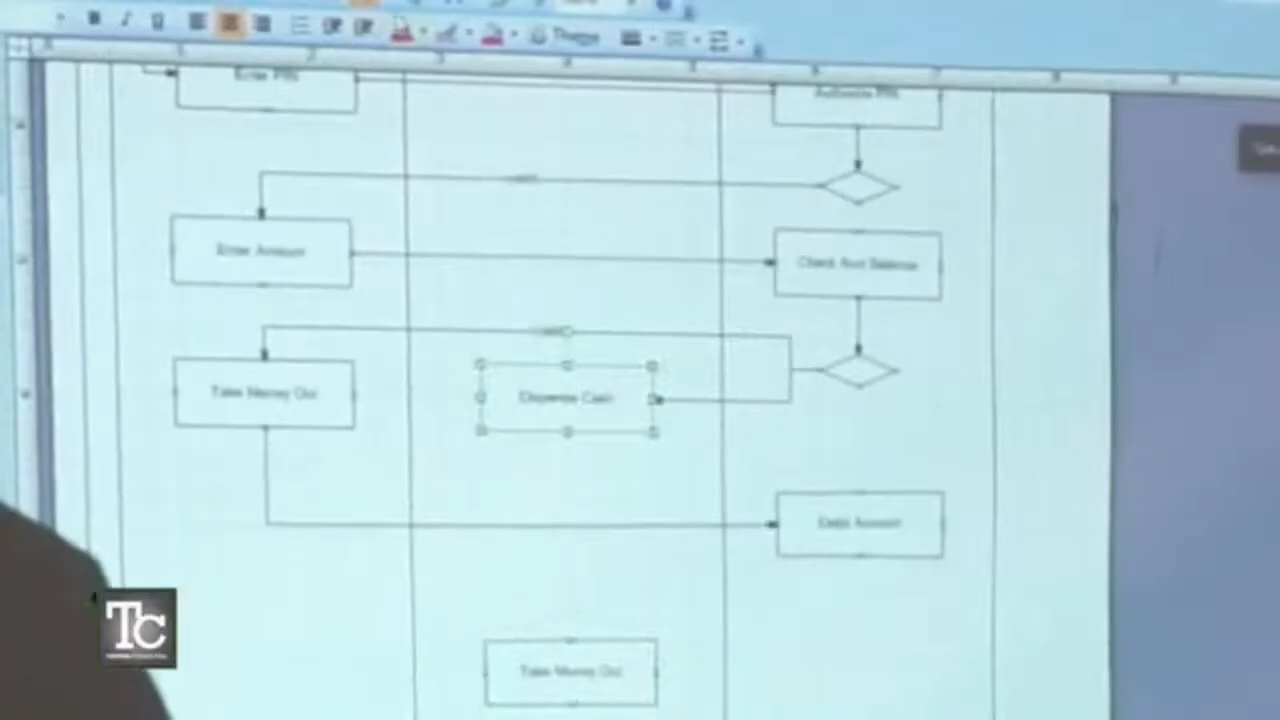 Theme
Enter PIN
Authorize PIN
Enter Amount
Check Acct Balance
Take Money Out
Dispense Cash
Debit Account
Take Money Out
TC